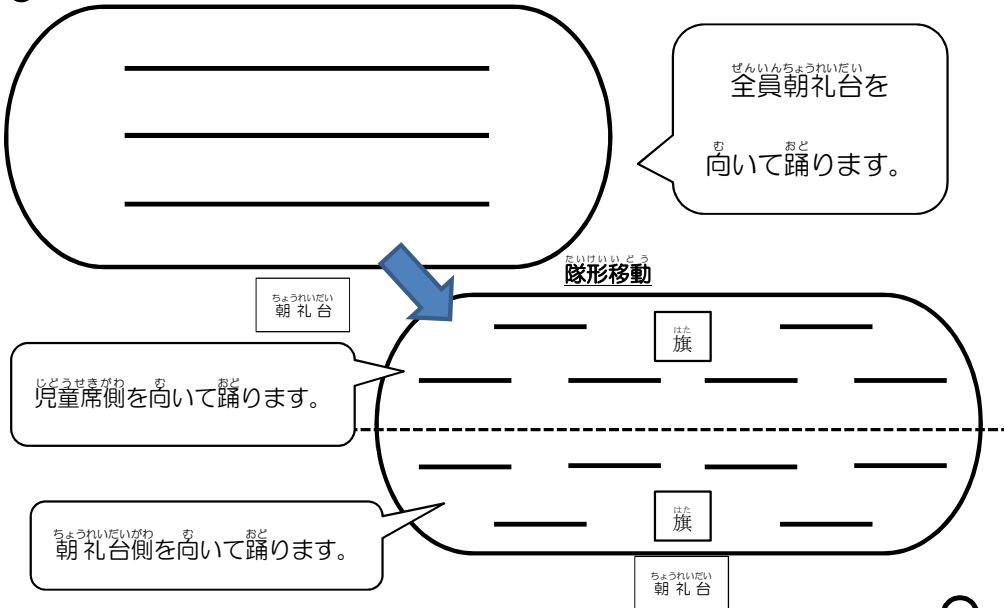 全員朝礼台を
向いて踊ります。
隊形移動
朝礼台
旗
児童席側を向いて踊ります。
朝礼台側を向いて踊ります。
旗
朝礼台